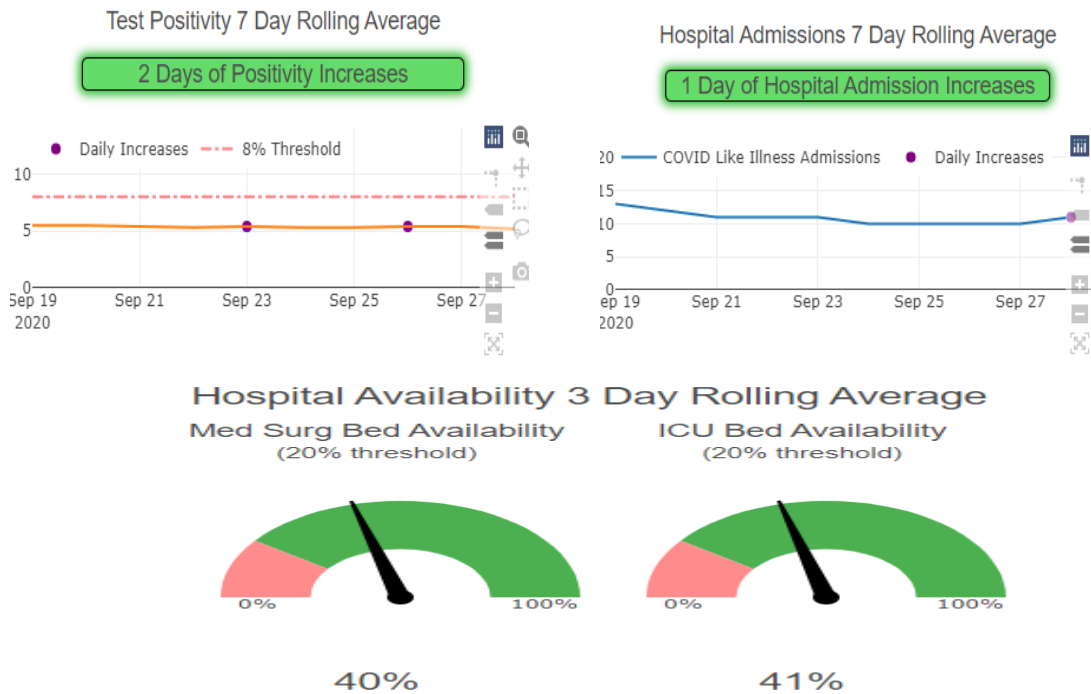 Test Positivity 7 Day Rolling Average
2 Days of Positivity Increases
Daily Increases
8% Threshold
10
5
0
Sep 19
2020
Sep 21
Sep 23
Sep 25
Sep 27
Hospital Admissions 7 Day Rolling Average
1 Day of Hospital Admission Increases
COVID Like Illness Admissions
Daily Increases
20
15
10
5
0
ep 19
2020
Sep 21
Sep 23
Sep 25
Sep 27
Hospital Availability 3 Day Rolling Average
Med Surg Bed Availability
(20% threshold)
0%
100%
40%
ICU Bed Availability
(20% threshold)
0%
100%
41%